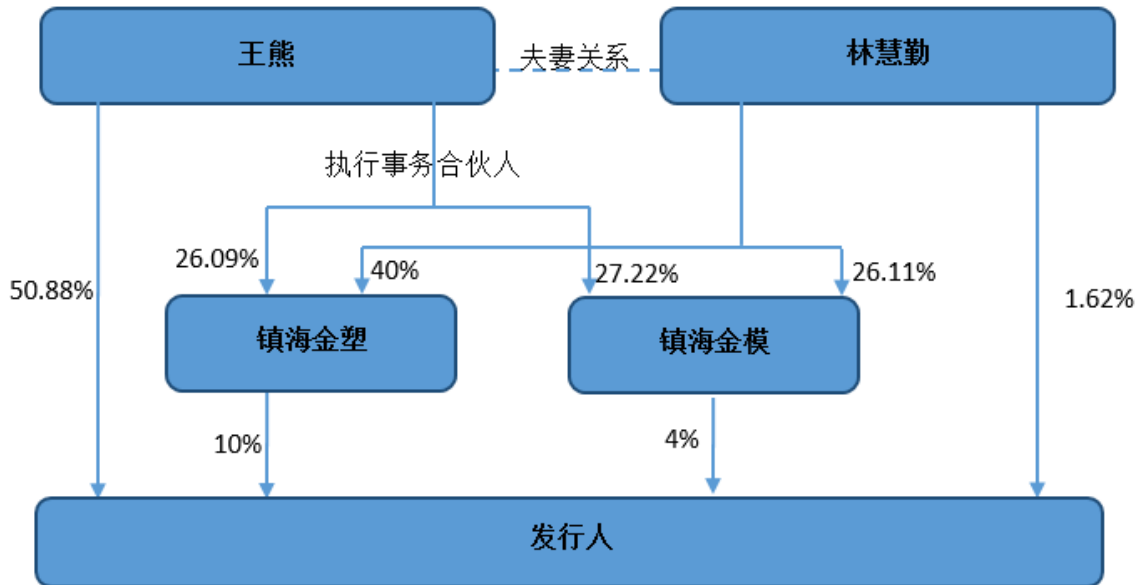 王熊
夫妻关系
林慧勤
执行事务合伙人
26.09%
40%
27.22%
26.11%
50.88%
1.62%
镇海金塑
镇海金模
10%
4%
发行人